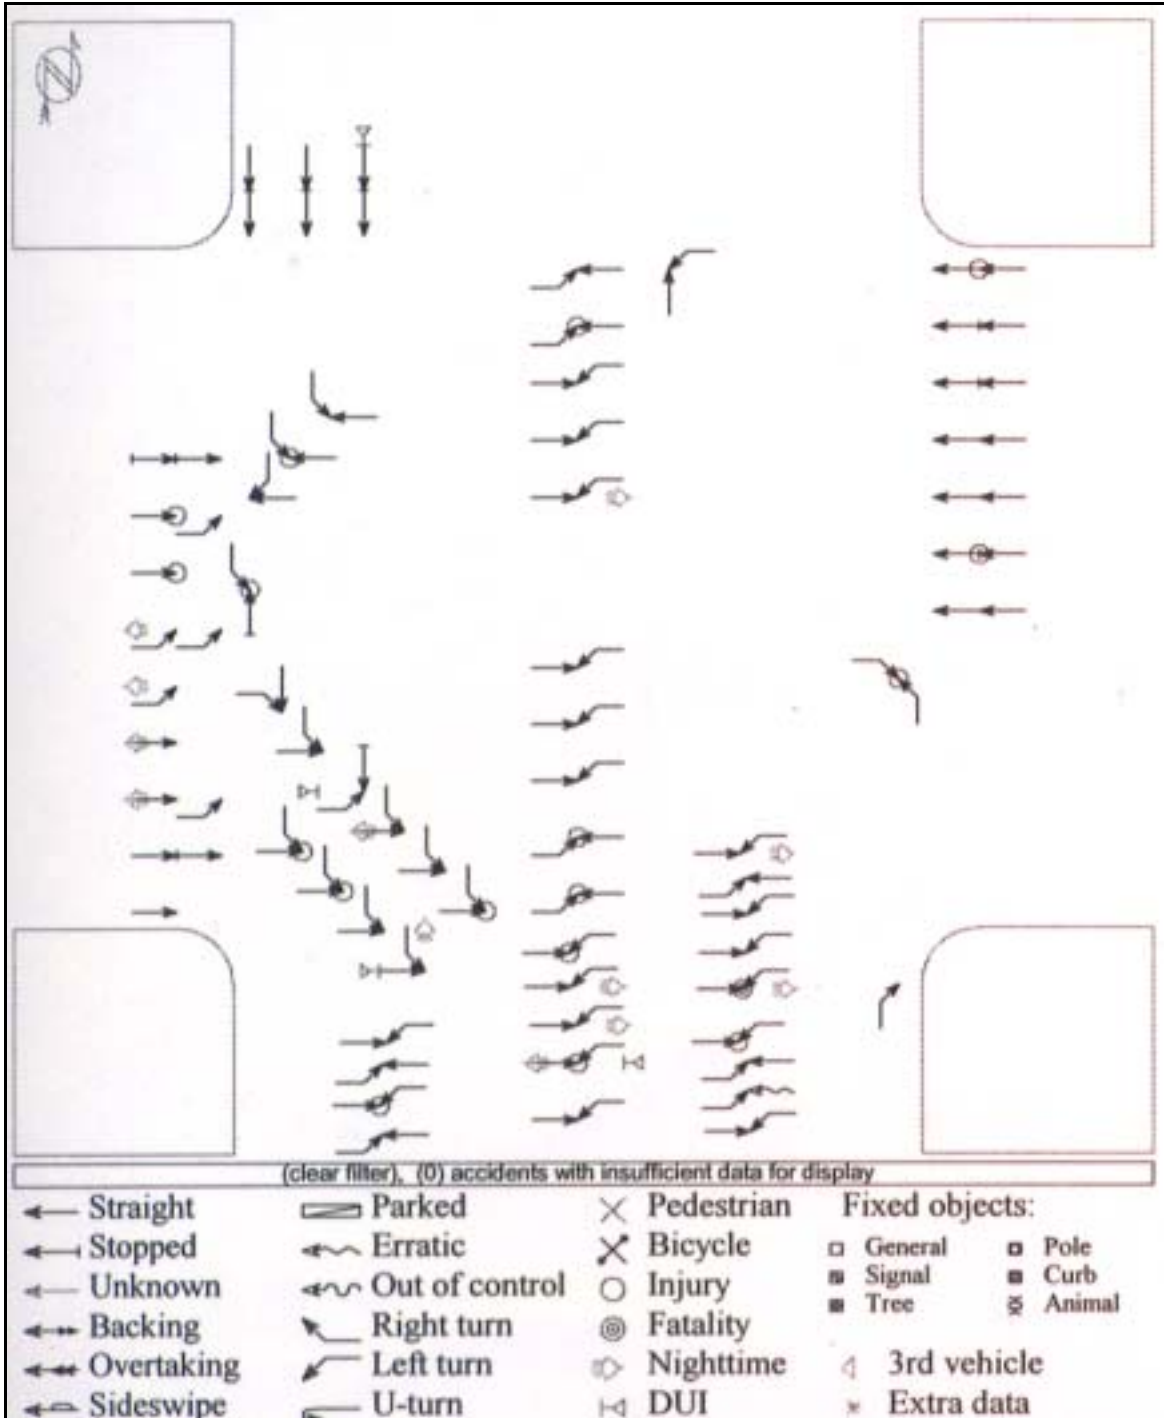 (clear filter), (0) accidents with insufficient data for display
Straight Parked Pedestrian Fixed objects:
Stopped Erratic Bicycle General Pole
Unknown Out of control Injury Signal Curb
Backing Right turn Fatality Tree Animal
Overtaking Left turn Nighttime 3rd vehicle
Sideswipe U-turn DUI Extra data